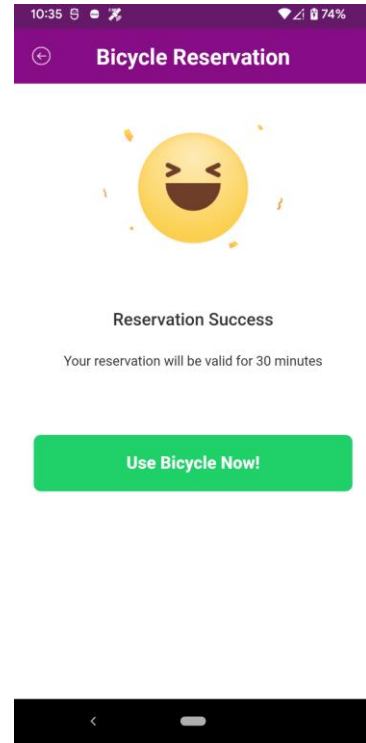 10:35 74%
Bicycle Reservation
Reservation Success
Your reservation will be valid for 30 minutes
Use Bicycle Now!